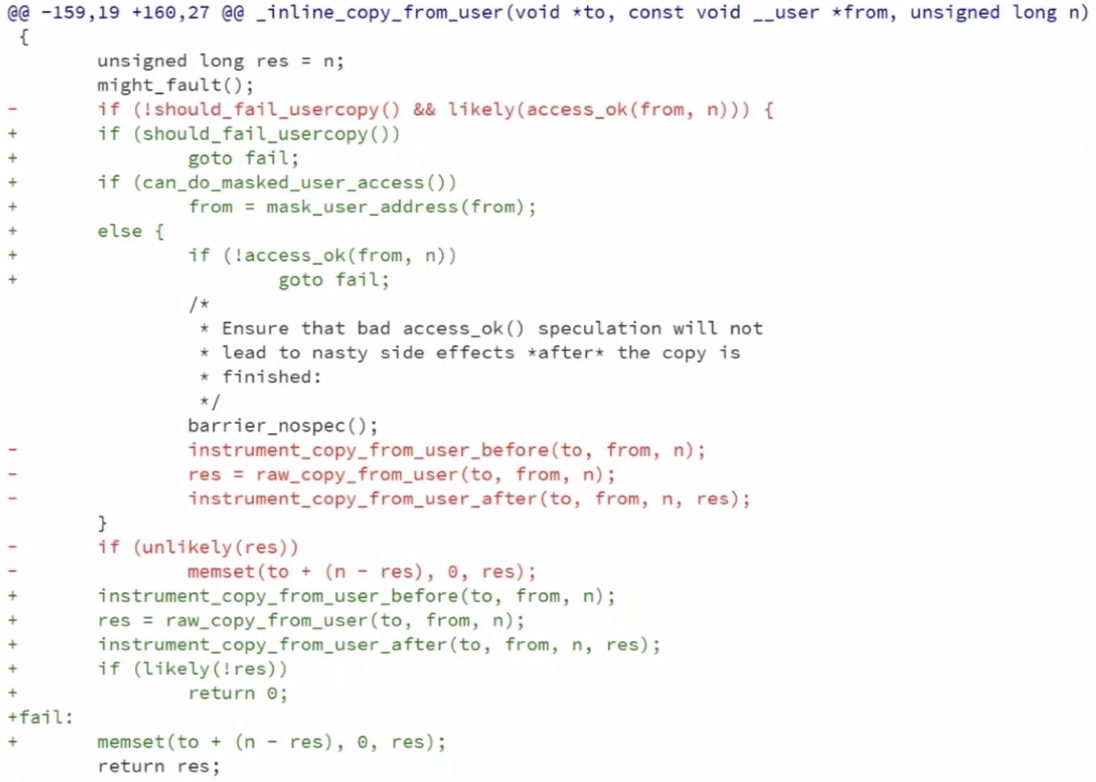 @@ -159,19 +160,27 @@ _inline_copy_from_user(void *to, const void __user *from, unsigned long n)
 {
        unsigned long res = n;
        might_fault();
-       if (!should_fail_usercopy() && likely(access_ok(from, n))) {
+       if (should_fail_usercopy())
+               goto fail;
+       if (can_do_masked_user_access())
+               from = mask_user_address(from);
+       else {
+               if (!access_ok(from, n))
+                       goto fail;
                /*
                 * Ensure that bad access_ok() speculation will not
                 * lead to nasty side effects *after* the copy is
                 * finished:
                 */
                barrier_nospec();
-               instrument_copy_from_user_before(to, from, n);
-               res = raw_copy_from_user(to, from, n);
-               instrument_copy_from_user_after(to, from, n, res);
        }
-       if (unlikely(res))
-               memset(to + (n - res), 0, res);
+       instrument_copy_from_user_before(to, from, n);
+       res = raw_copy_from_user(to, from, n);
+       instrument_copy_from_user_after(to, from, n, res);
+       if (likely(!res))
+               return 0;
+fail:
+       memset(to + (n - res), 0, res);
        return res;